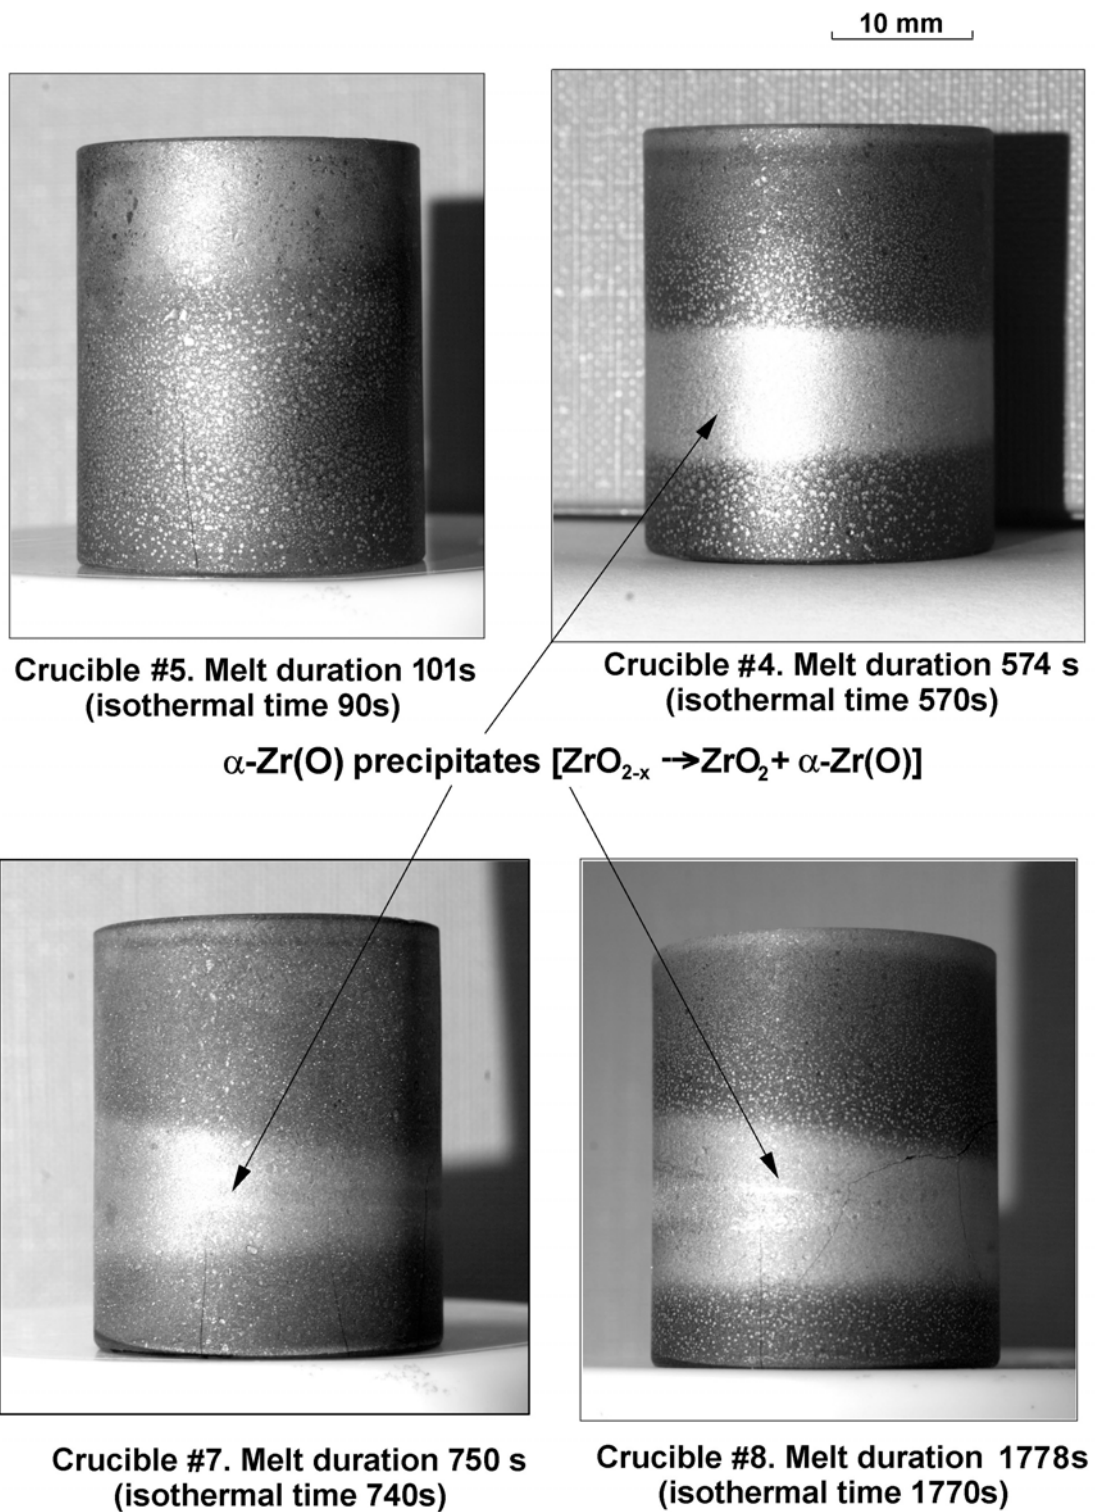 10 mm
Crucible #5. Melt duration 101s
(isothermal time 90s)
Crucible #4. Melt duration 574 s
(isothermal time 570s)
α-Zr(O) precipitates [ZrO₂₋ₓ →ZrO₂+ α-Zr(O)]
Crucible #7. Melt duration 750 s
(isothermal time 740s)
Crucible #8. Melt duration 1778s
(isothermal time 1770s)